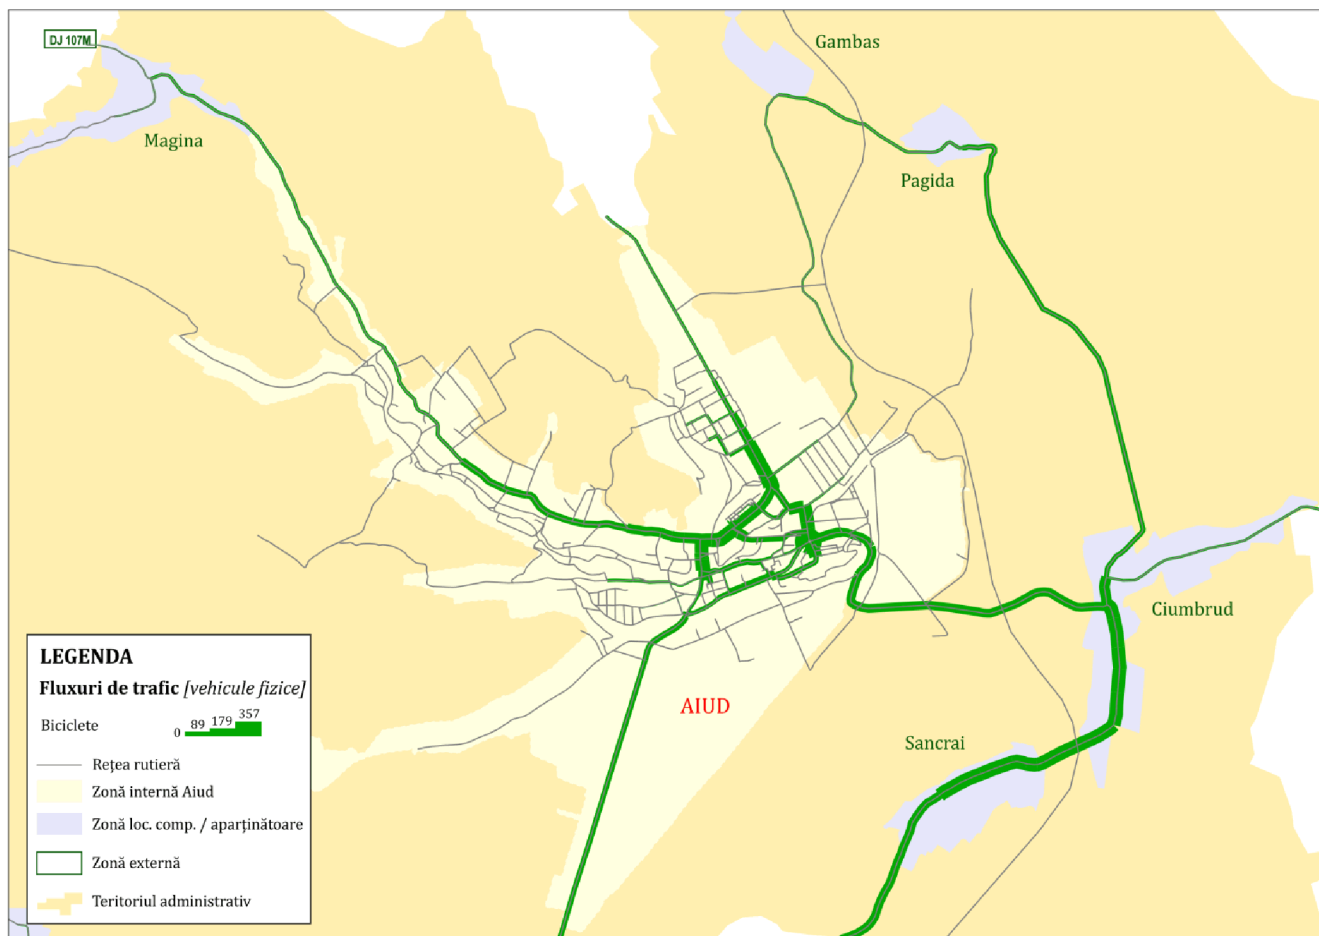 DJ 107M
Gambas
Magina
Pagida
Ciumbrud
AIUD
Sancrai
LEGENDA
Fluxuri de trafic [vehicule fizice]
Biciclete 0 89 179 357
Rețea rutieră
Zonă internă Aiud
Zonă loc. comp. / aparținătoare
Zonă externă
Teritoriul administrativ